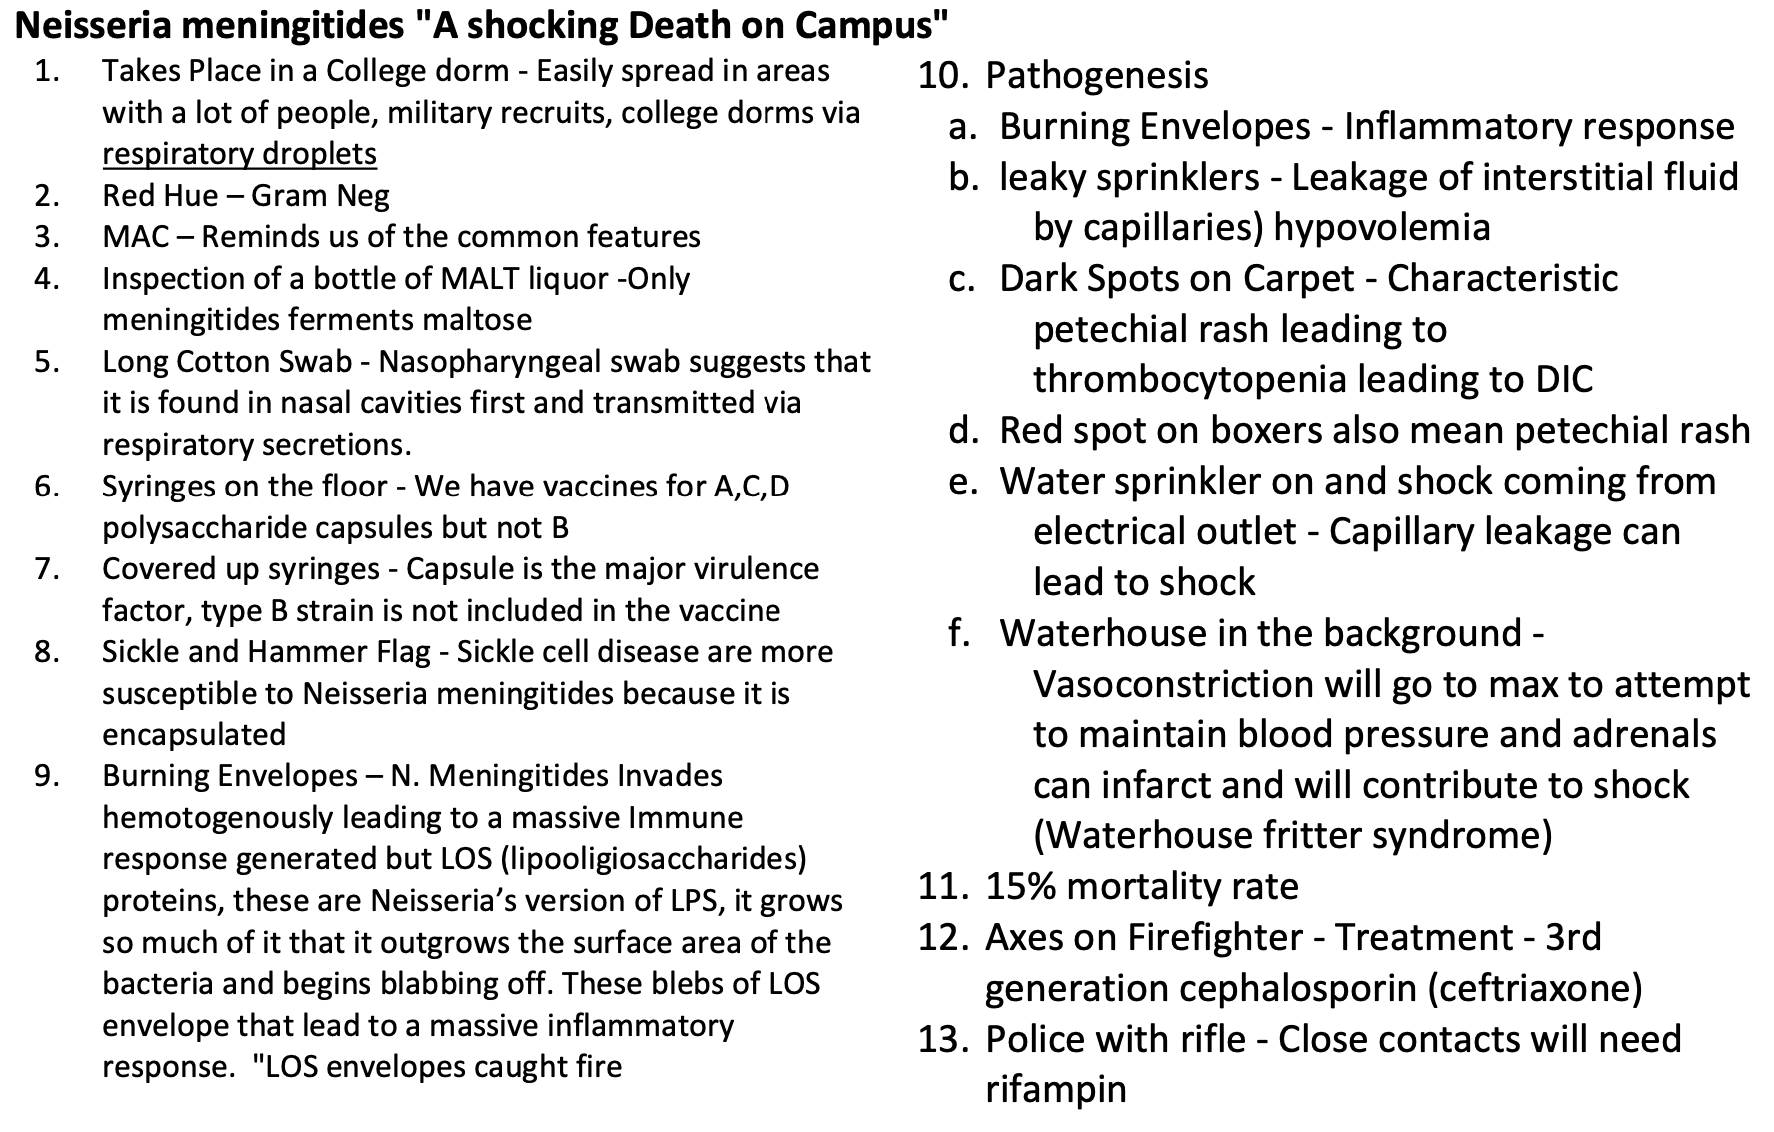 Neisseria meningitides "A shocking Death on Campus"
1. Takes Place in a College dorm - Easily spread in areas
with a lot of people, military recruits, college dorms via
respiratory droplets
2. Red Hue – Gram Neg
3. MAC – Reminds us of the common features
4. Inspection of a bottle of MALT liquor -Only
meningitides ferments maltose
5. Long Cotton Swab - Nasopharyngeal swab suggests that
it is found in nasal cavities first and transmitted via
respiratory secretions.
6. Syringes on the floor - We have vaccines for A,C,D
polysaccharide capsules but not B
7. Covered up syringes - Capsule is the major virulence
factor, type B strain is not included in the vaccine
8. Sickle and Hammer Flag - Sickle cell disease are more
susceptible to Neisseria meningitides because it is
encapsulated
9. Burning Envelopes – N. Meningitides Invades
hemotogenously leading to a massive Immune
response generated but LOS (lipooligiosaccharides)
proteins, these are Neisseria’s version of LPS, it grows
so much of it that it outgrows the surface area of the
bacteria and begins blabbing off. These blebs of LOS
envelope that lead to a massive inflammatory
response.  "LOS envelopes caught fire
10. Pathogenesis
a. Burning Envelopes - Inflammatory response
b. leaky sprinklers - Leakage of interstitial fluid
by capillaries) hypovolemia
c. Dark Spots on Carpet - Characteristic
petechial rash leading to
thrombocytopenia leading to DIC
d. Red spot on boxers also mean petechial rash
e. Water sprinkler on and shock coming from
electrical outlet - Capillary leakage can
lead to shock
f. Waterhouse in the background -
Vasoconstriction will go to max to attempt
to maintain blood pressure and adrenals
can infarct and will contribute to shock
(Waterhouse fritter syndrome)
11. 15% mortality rate
12. Axes on Firefighter - Treatment - 3rd
generation cephalosporin (ceftriaxone)
13. Police with rifle - Close contacts will need
rifampin